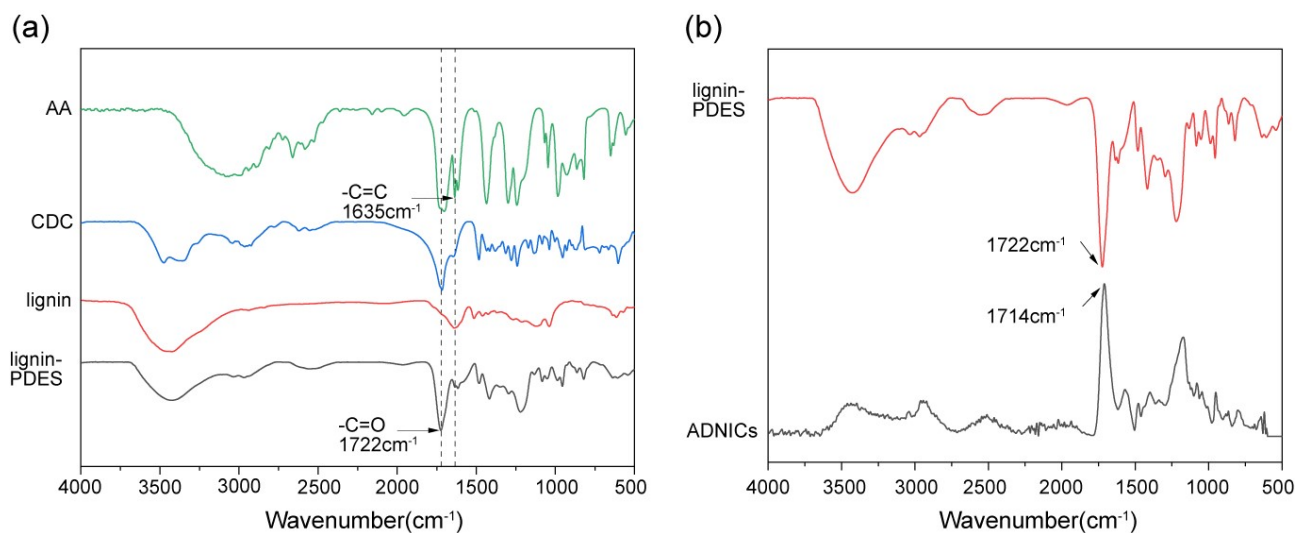 (a)
AA
-C=C
1635cm⁻¹
CDC
lignin
lignin-
PDES
-C=O
1722cm⁻¹
4000 3500 3000 2500 2000 1500 1000 500
Wavenumber(cm⁻¹)
(b)
lignin-
PDES
1722cm⁻¹
1714cm⁻¹
ADNICs
4000 3500 3000 2500 2000 1500 1000 500
Wavenumber(cm⁻¹)